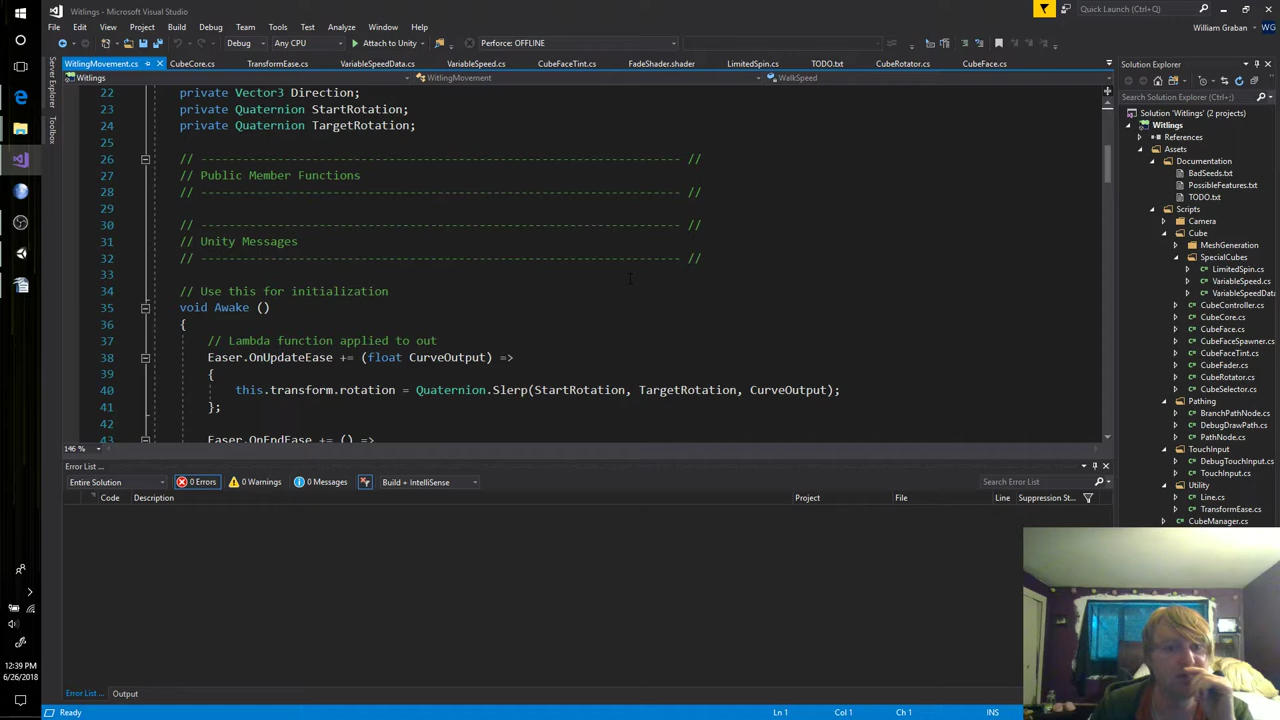 Witlings - Microsoft Visual Studio
Quick Launch (Ctrl+;)
File Edit View Project Build Debug Team Tools Test Analyze Window Help
William Graban WG
Debug Any CPU Attach to Unity Perforce: OFFLINE
WitlingMovement.cs CubeCore.cs TransformEase.cs VariableSpeedData.cs VariableSpeed.cs CubeFaceTint.cs FadeShader.shader LimitedSpin.cs TODO.txt CubeRotator.cs CubeFace.cs
Witlings WitlingMovement WalkSpeed
Server Explorer
Toolbox
22 private Vector3 Direction;
23 private Quaternion StartRotation;
24 private Quaternion TargetRotation;
25
26 // --------------------------------------------------------------------- //
27 // Public Member Functions
28 // --------------------------------------------------------------------- //
29
30 // --------------------------------------------------------------------- //
31 // Unity Messages
32 // --------------------------------------------------------------------- //
33
34 // Use this for initialization
35 void Awake ()
36 {
37 // Lambda function applied to out
38 Easer.OnUpdateEase += (float CurveOutput) =>
39 {
40 this.transform.rotation = Quaternion.Slerp(StartRotation, TargetRotation, CurveOutput);
41 };
42
43 Easer.OnEndEase += () =>
146 %
Error List ...
Entire Solution 0 Errors 0 Warnings 0 Messages Build + IntelliSense Search Error List
Code Description Project File Line Suppression St...
Error List ... Output
Ready Ln 1 Col 1 Ch 1 INS
Solution Explorer
Search Solution Explorer (Ctrl+;)
Solution 'Witlings' (2 projects)
Witlings
References
Assets
Documentation
BadSeeds.txt
PossibleFeatures.txt
TODO.txt
Scripts
Camera
Cube
MeshGeneration
SpecialCubes
LimitedSpin.cs
VariableSpeed.cs
VariableSpeedData
CubeController.cs
CubeCore.cs
CubeFace.cs
CubeFaceSpawner.cs
CubeFaceTint.cs
CubeFader.cs
CubeRotator.cs
CubeSelector.cs
Pathing
BranchPathNode.cs
DebugDrawPath.cs
PathNode.cs
TouchInput
DebugTouchInput.cs
TouchInput.cs
Utility
Line.cs
TransformEase.cs
CubeManager.cs
12:39 PM
6/26/2018